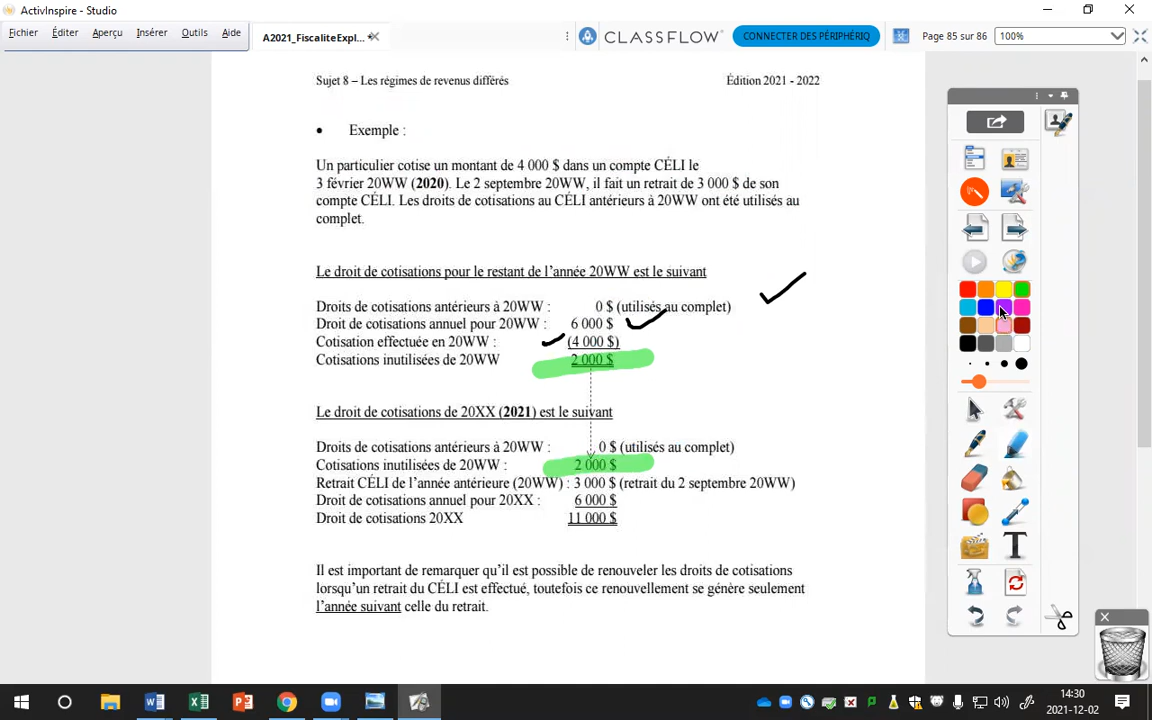 ActivInspire - Studio
Fichier Éditer Aperçu Insérer Outils Aide
A2021_FiscaliteExpl...
CLASSFLOW
CONNECTER DES PÉRIPHÉRIQ
Page 85 sur 86
100%
Sujet 8 – Les régimes de revenus différés Édition 2021 - 2022
• Exemple :
Un particulier cotise un montant de 4 000 $ dans un compte CÉLI le
3 février 20WW (2020). Le 2 septembre 20WW, il fait un retrait de 3 000 $ de son
compte CÉLI. Les droits de cotisations au CÉLI antérieurs à 20WW ont été utilisés au
complet.
Le droit de cotisations pour le restant de l'année 20WW est le suivant
Droits de cotisations antérieurs à 20WW : 0 $ (utilisés au complet)
Droit de cotisations annuel pour 20WW : 6 000 $
Cotisation effectuée en 20WW : (4 000 $)
Cotisations inutilisées de 20WW 2 000 $
Le droit de cotisations de 20XX (2021) est le suivant
Droits de cotisations antérieurs à 20WW : 0 $ (utilisés au complet)
Cotisations inutilisées de 20WW : 2 000 $
Retrait CÉLI de l'année antérieure (20WW) : 3 000 $ (retrait du 2 septembre 20WW)
Droit de cotisations annuel pour 20XX : 6 000 $
Droit de cotisations 20XX 11 000 $
Il est important de remarquer qu'il est possible de renouveler les droits de cotisations
lorsqu'un retrait du CÉLI est effectué, toutefois ce renouvellement se génère seulement
l'année suivant celle du retrait.
14:30
2021-12-02